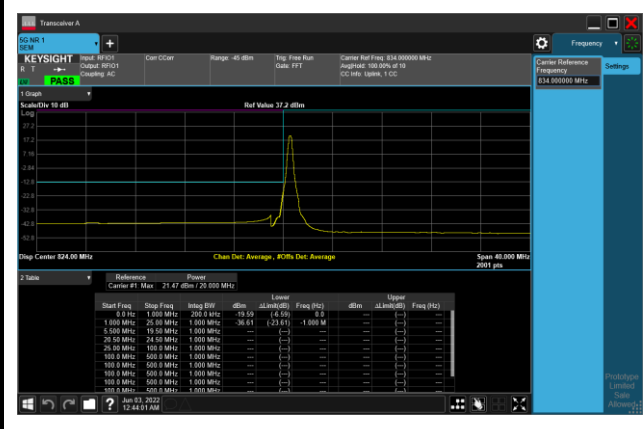 Transceiver A
5G NR 1
SEM
+
Frequency
KEYSIGHT
R T
PASS
Input: RFIO1
Output: RFIO1
Coupling: AC
Corr CCorr
Range: -45 dBm
Trig: Free Run
Gate: FFT
Carrier Ref Freq: 834.000000 MHz
Avg|Hold: 100.00% of 10
CC Info: Uplink, 1 CC
Carrier Reference
Frequency
834.000000 MHz
Settings
1 Graph
Scale/Div 10 dB
Ref Value 37.2 dBm
Log
27.2
17.2
7.16
-2.84
-12.8
-22.8
-32.8
-42.8
-52.8
Disp Center 824.00 MHz
Chan Det: Average , #Offs Det: Average
Span 40.000 MHz
2001 pts
2 Table
Reference Power
Carrier #1 Max 21.47 dBm / 20.000 MHz
Lower Upper
Start Freq Stop Freq Integ BW dBm ΔLimit(dB) Freq (Hz) dBm ΔLimit(dB) Freq (Hz)
0.0 Hz 1.000 MHz 200.0 kHz -19.59 (-6.59) 0.0 --- (---) ---
1.000 MHz 25.00 MHz 1.000 MHz -36.61 (-23.61) -1.000 M --- (---) ---
5.500 MHz 19.50 MHz 1.000 MHz --- (---) --- --- (---) ---
20.50 MHz 24.50 MHz 1.000 MHz --- (---) --- --- (---) ---
25.00 MHz 100.0 MHz 1.000 MHz --- (---) --- --- (---) ---
100.0 MHz 500.0 MHz 1.000 MHz --- (---) --- --- (---) ---
100.0 MHz 500.0 MHz 1.000 MHz --- (---) --- --- (---) ---
100.0 MHz 500.0 MHz 1.000 MHz --- (---) --- --- (---) ---
100.0 MHz 500.0 MHz 1.000 MHz --- (---) --- --- (---) ---
Prototype
Limited
Sale
Allowed
?
Jun 03, 2022
12:44:01 AM